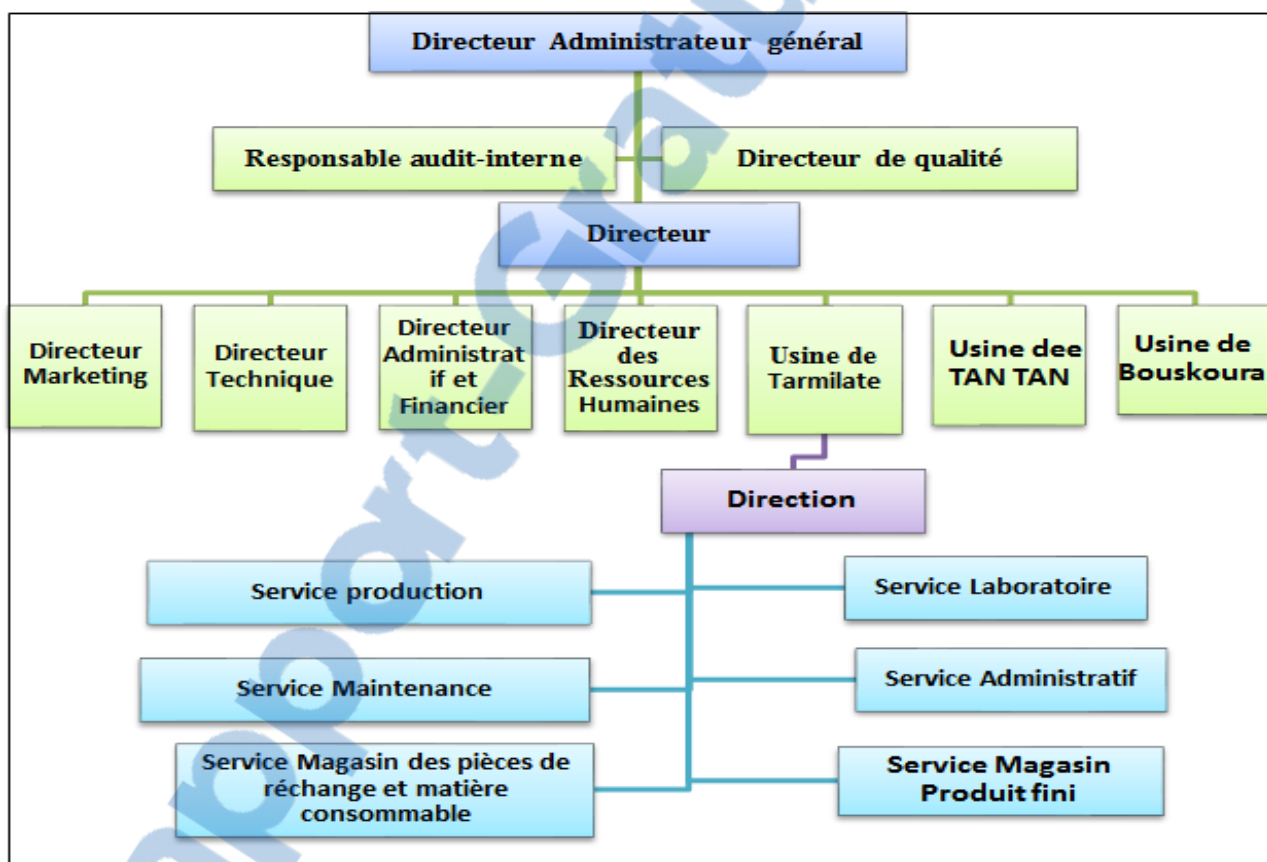 Directeur Administrateur général
Responsable audit-interne
Directeur de qualité
Directeur
Directeur
Marketing
Directeur
Technique
Directeur
Administrat
if et
Financier
Directeur
des
Ressources
Humaines
Usine de
Tarmilate
Usine dee
TAN TAN
Usine de
Bouskoura
Direction
Service production
Service Laboratoire
Service Maintenance
Service Administratif
Service Magasin des pièces de
réchange et matière
consommable
Service Magasin
Produit fini